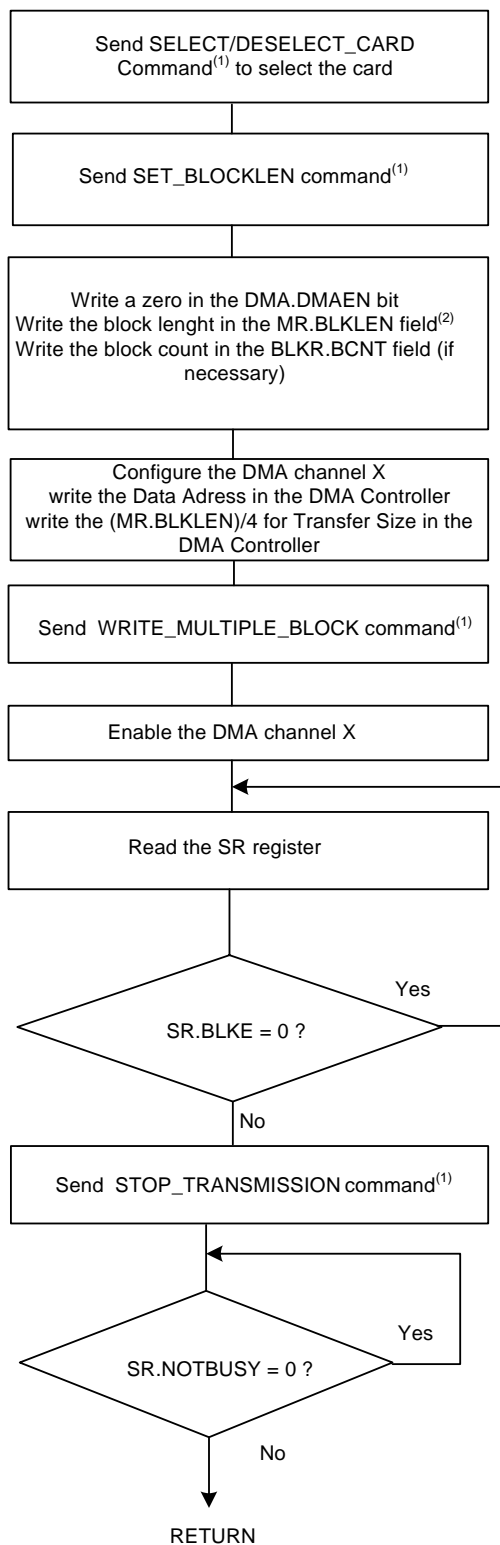 Send SELECT/DESELECT_CARD
Command(1) to select the card
Send SET_BLOCKLEN command(1)
Write a zero in the DMA.DMAEN bit
Write the block lenght in the MR.BLKLEN field(2)
Write the block count in the BLKR.BCNT field (if
necessary)
Configure the DMA channel X
write the Data Adress in the DMA Controller
write the (MR.BLKLEN)/4 for Transfer Size in the
DMA Controller
Send WRITE_MULTIPLE_BLOCK command(1)
Enable the DMA channel X
Read the SR register
Yes
SR.BLKE = 0 ?
No
Send STOP_TRANSMISSION command(1)
Yes
SR.NOTBUSY = 0 ?
No
RETURN